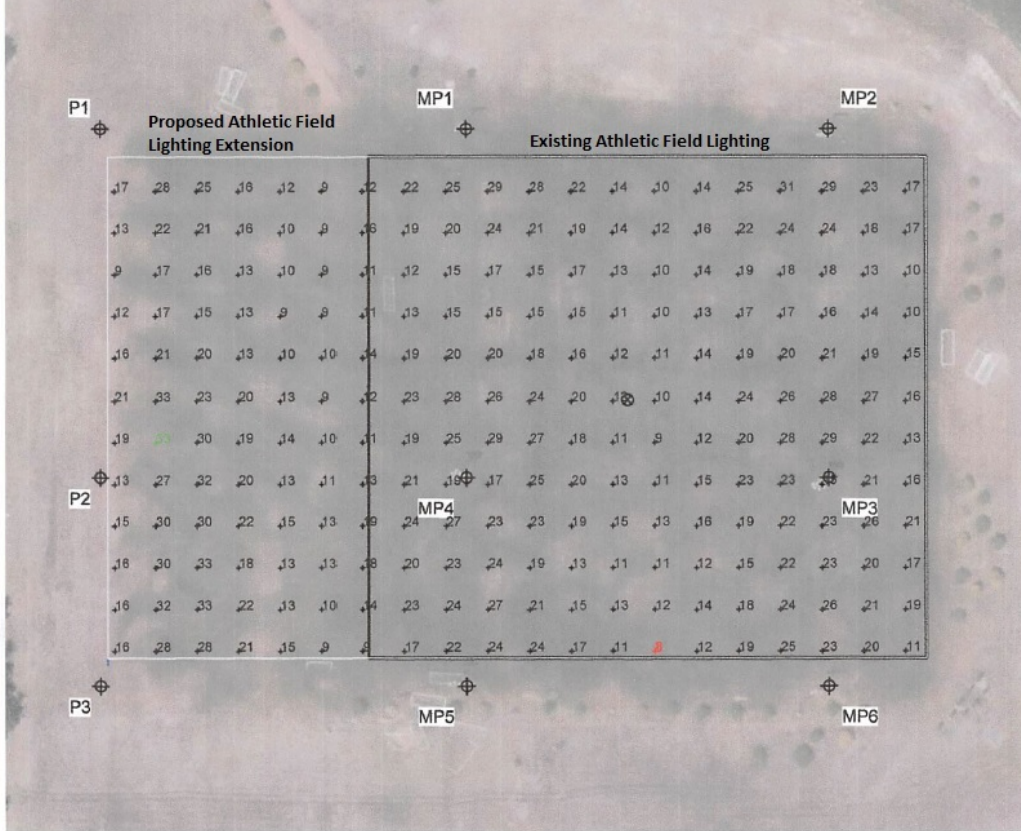 P1
MP1
MP2
Proposed Athletic Field
Lighting Extension
Existing Athletic Field Lighting
17 28 25 16 12 9 12 22 25 29 28 22 14 10 14 25 31 29 23 17
13 22 21 16 10 9 16 19 20 24 21 19 14 12 16 22 24 24 18 17
9 17 16 13 10 9 11 12 15 17 15 17 13 10 14 19 18 18 13 10
12 17 15 13 9 9 11 13 15 15 15 15 11 10 13 17 17 16 14 10
16 21 20 13 10 10 14 19 20 20 18 16 12 11 14 19 20 21 19 15
21 33 23 20 13 9 12 23 28 26 24 20 10 14 24 26 28 27 16
19 30 19 14 10 11 19 25 29 27 18 11 9 12 20 28 29 22 13
13 27 32 20 13 11 13 21 18 17 25 20 13 11 15 23 23 21 16
P2
MP4
MP3
15 30 30 22 15 13 19 24 27 23 23 19 15 13 16 19 22 23 26 21
16 30 33 18 13 13 18 20 23 24 19 13 11 11 12 15 22 23 20 17
16 32 33 22 13 10 14 23 24 27 21 15 13 12 14 18 24 26 21 19
16 28 28 21 15 9 9 17 22 24 24 17 11 8 12 19 25 23 20 11
P3
MP5
MP6